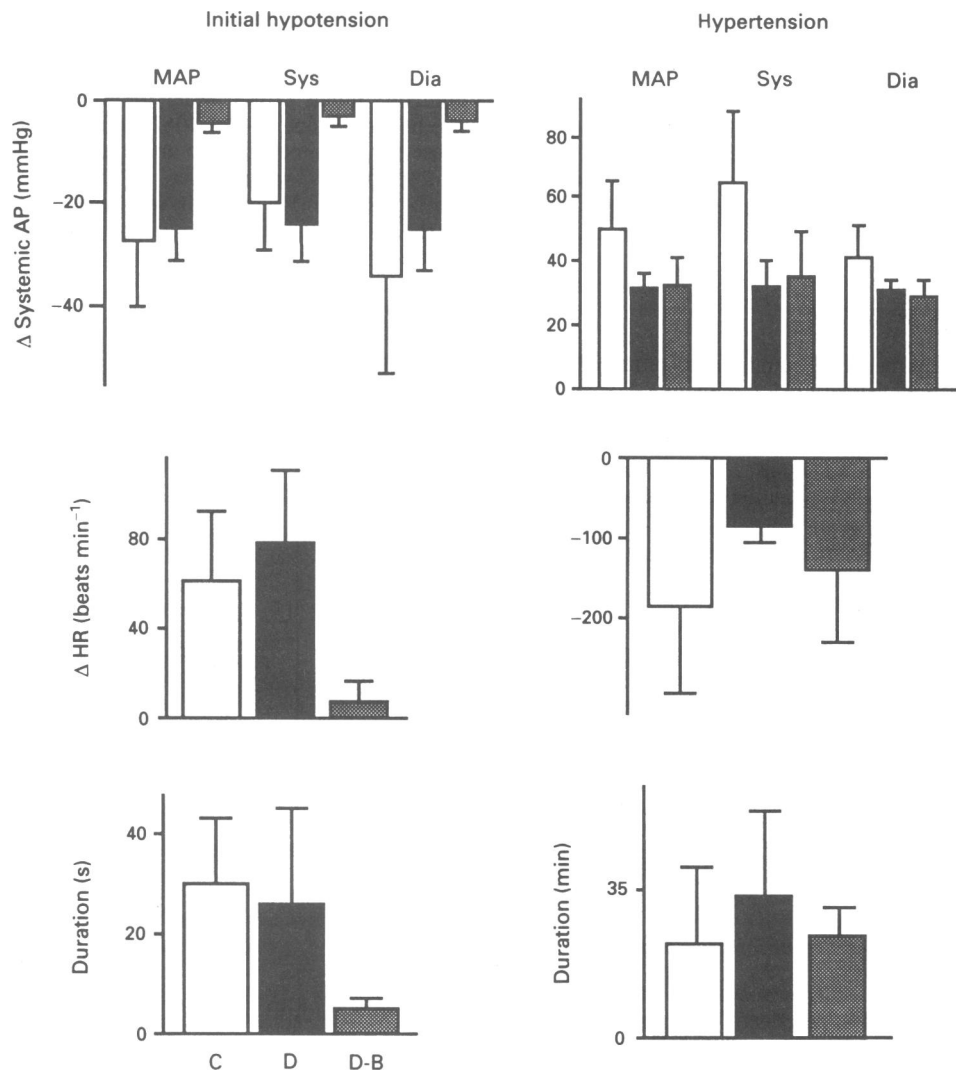 Initial hypotension
Hypertension
MAP Sys Dia
MAP Sys Dia
Δ Systemic AP (mmHg)
0
−20
−40
80
60
40
20
0
Δ HR (beats min⁻¹)
80
40
0
0
−100
−200
Duration (s)
40
20
0
C D D-B
Duration (min)
35
0